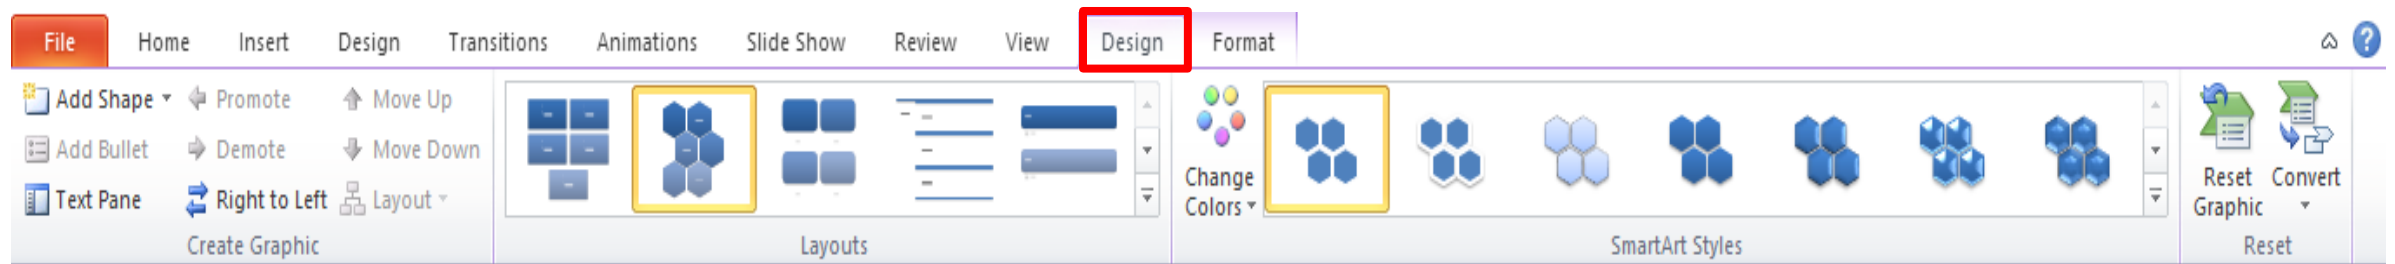 File Home Insert Design Transitions Animations Slide Show Review View Design Format
Add Shape Promote Move Up
Add Bullet Demote Move Down
Text Pane Right to Left Layout
Change
Colors
Reset
Graphic
Convert
Create Graphic Layouts SmartArt Styles Reset